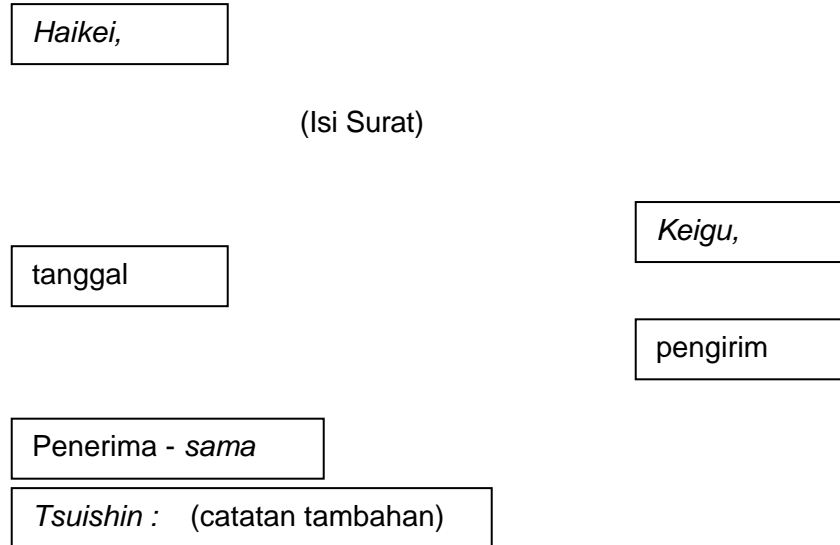 Haikei,
(Isi Surat)
Keigu,
tanggal
pengirim
Penerima - sama
Tsuishin : (catatan tambahan)